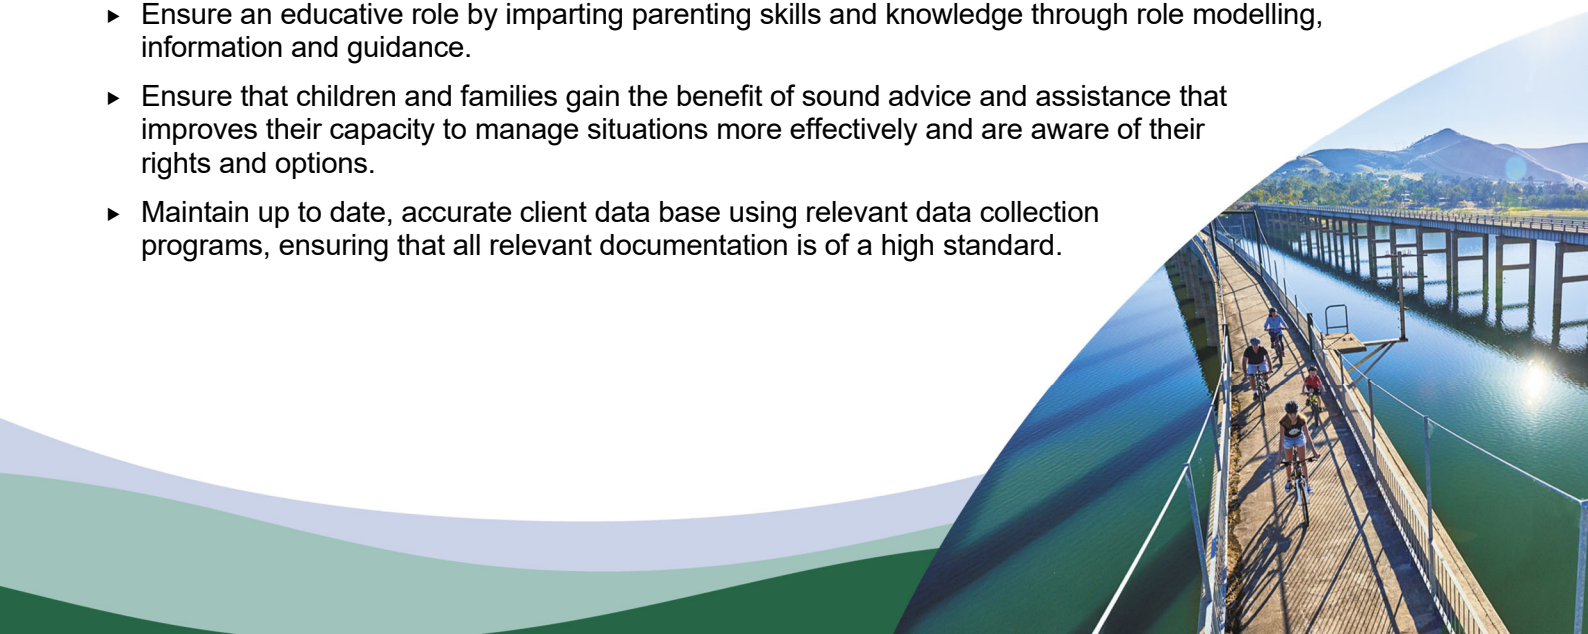 ▸ Ensure an educative role by imparting parenting skills and knowledge through role modelling,
information and guidance.
▸ Ensure that children and families gain the benefit of sound advice and assistance that
improves their capacity to manage situations more effectively and are aware of their
rights and options.
▸ Maintain up to date, accurate client data base using relevant data collection
programs, ensuring that all relevant documentation is of a high standard.